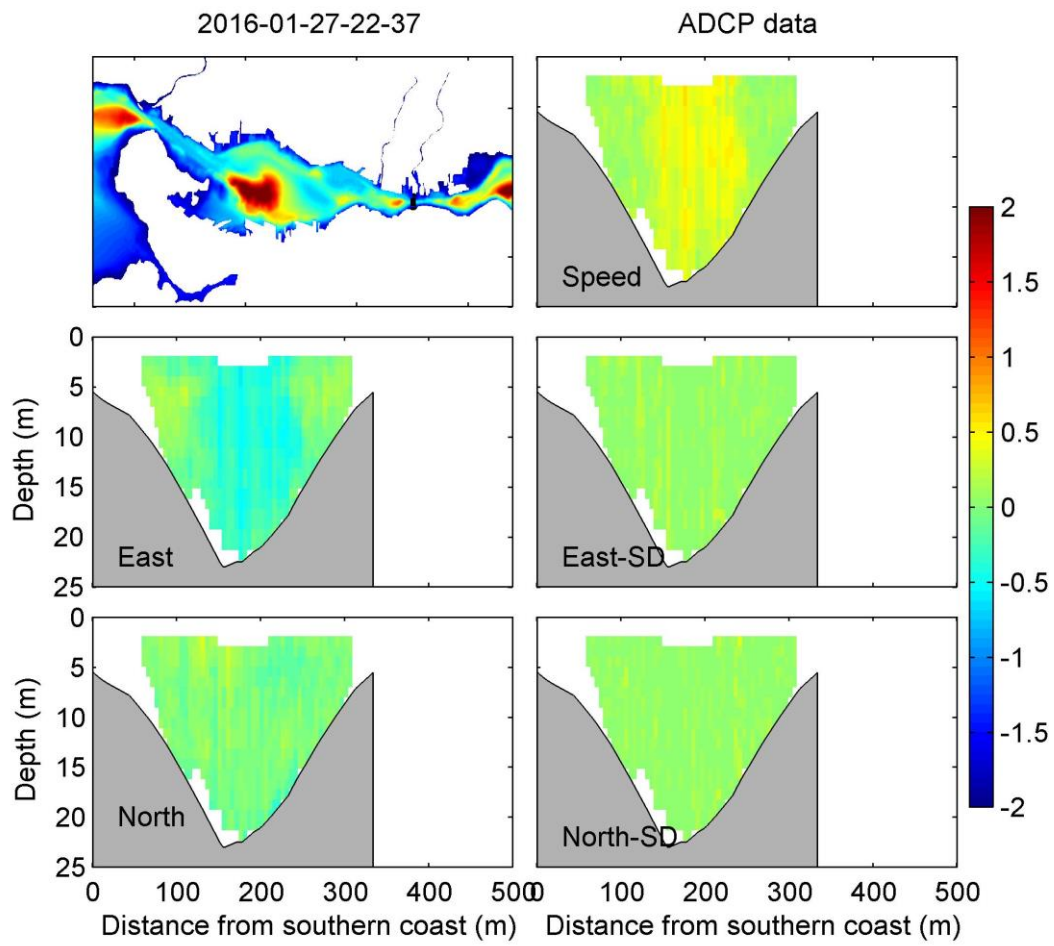 2016-01-27-22-37
ADCP data
Speed
2
1.5
1
0.5
0
-0.5
-1
-1.5
-2
0
5
10
15
20
25
Depth (m)
East
East-SD
0
5
10
15
20
25
Depth (m)
North
North-SD
0 100 200 300 400 500
0 100 200 300 400 500
Distance from southern coast (m)
Distance from southern coast (m)